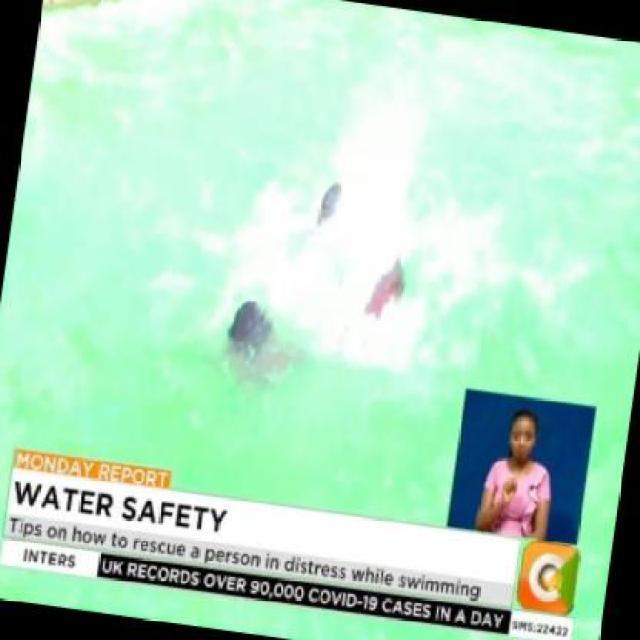 MONDAY REPORT
WATER SAFETY
Tips on how to rescue a person in distress while swimming
INTERS
UK RECORDS OVER 90,000 COVID-19 CASES IN A DAY
SMS:22422